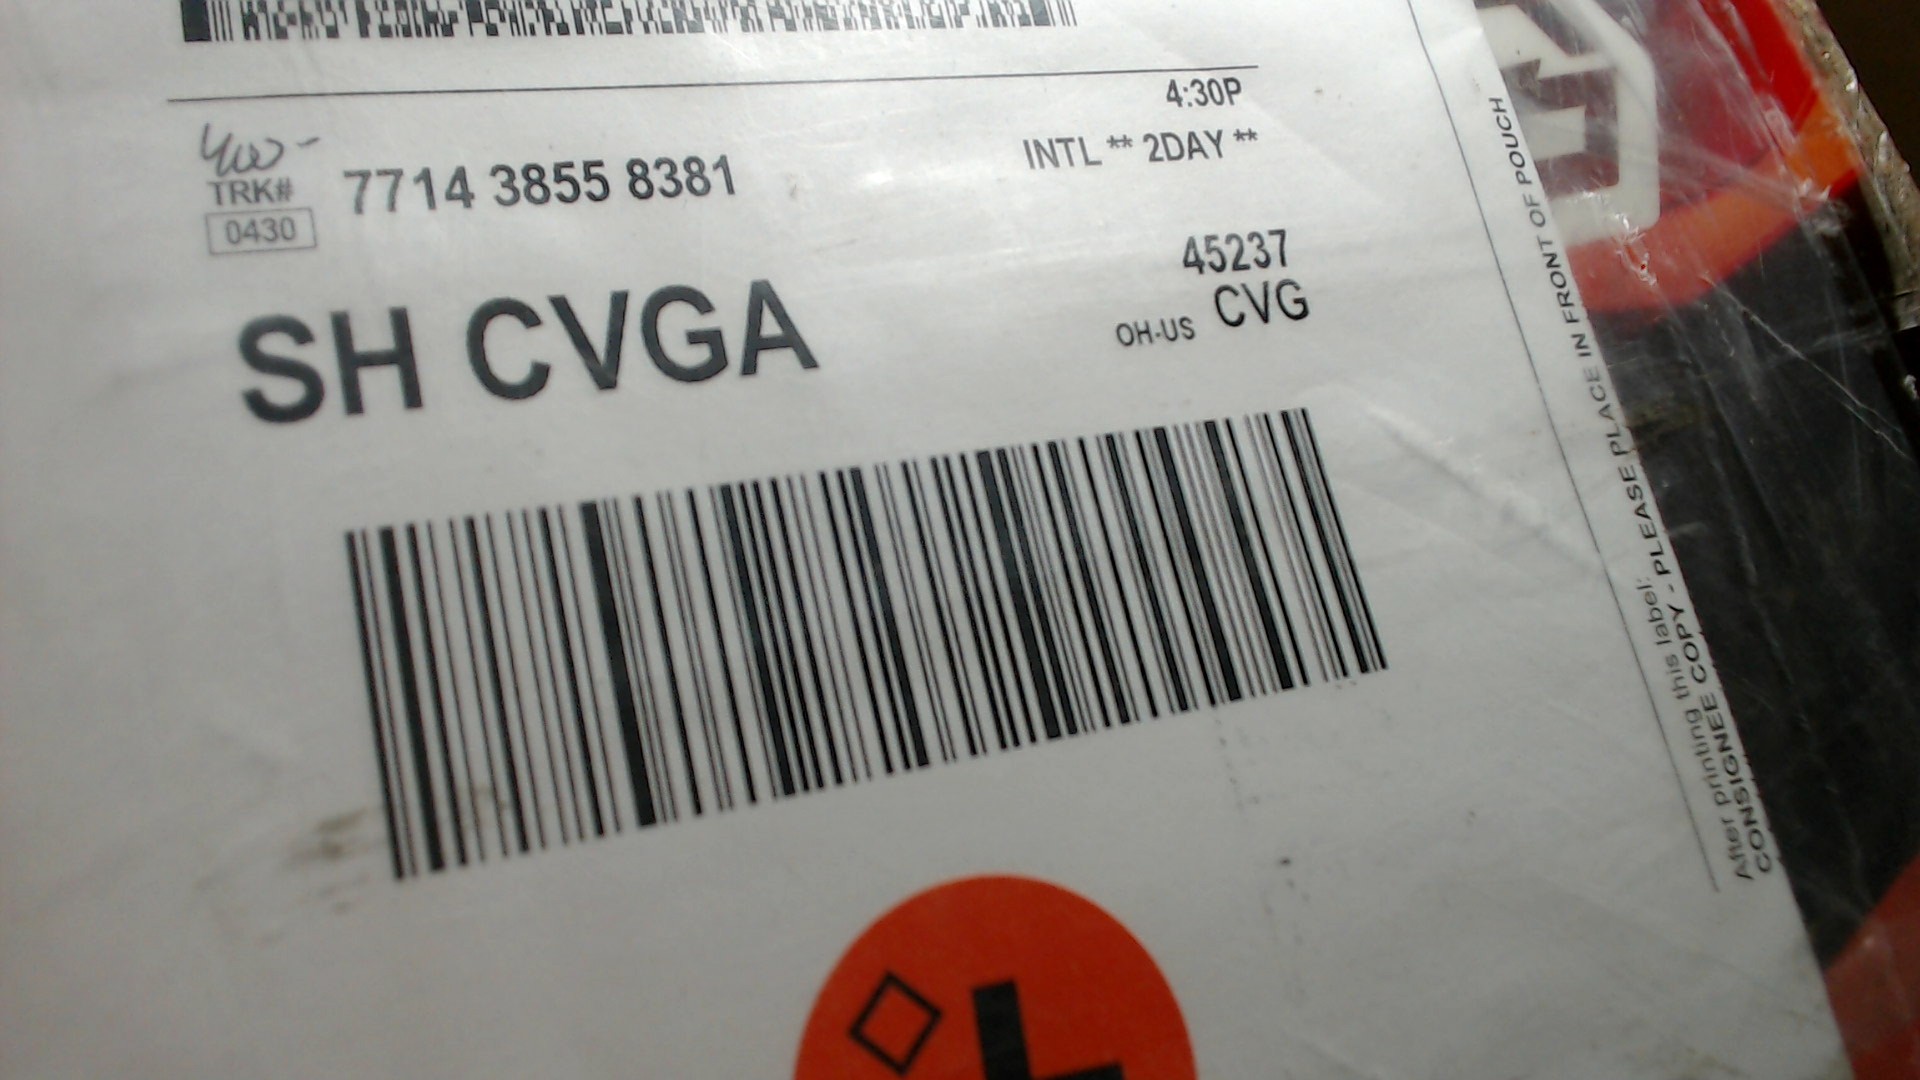 4:30P
TRK# 7714 3855 8381 INTL ** 2DAY **
0430
45237
SH CVGA OH-US CVG
After printing this label:
CONSIGNEE COPY - PLEASE PLACE IN FRONT OF POUCH